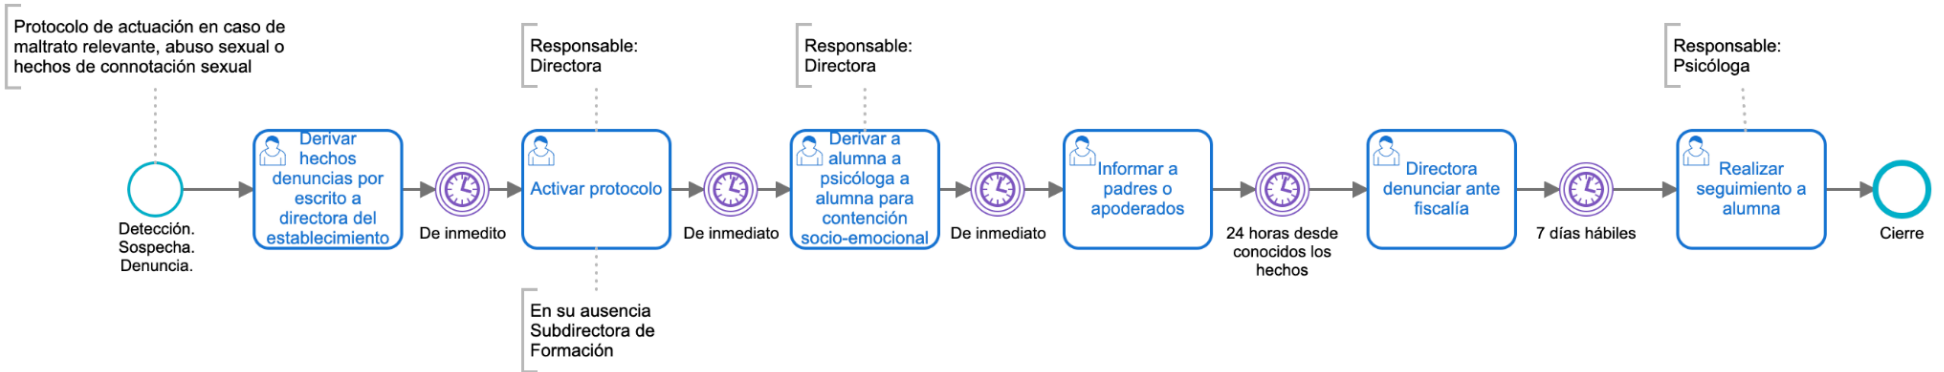 Protocolo de actuación en caso de
maltrato relevante, abuso sexual o
hechos de connotación sexual
Detección.
Sospecha.
Denuncia.
Derivar
hechos
denuncias por
escrito a
directora del
establecimiento
De inmedito
Responsable:
Directora
Activar protocolo
En su ausencia
Subdirectora de
Formación
De inmediato
Responsable:
Directora
Derivar a
alumna a
psicóloga a
alumna para
contención
socio-emocional
De inmediato
Informar a
padres o
apoderados
24 horas desde
conocidos los
hechos
Directora
denunciar ante
fiscalía
7 días hábiles
Responsable:
Psicóloga
Realizar
seguimiento a
alumna
Cierre